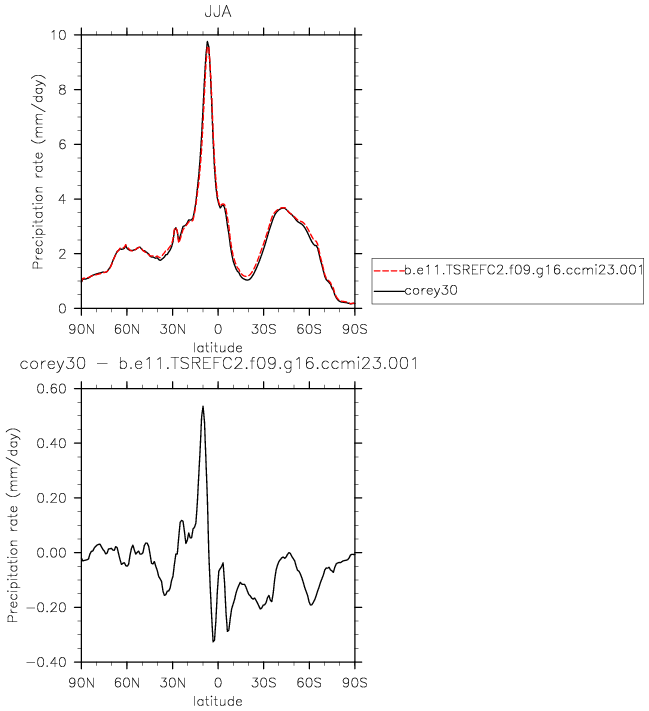 JJA
Precipitation rate (mm/day)
10
8
6
4
2
0
90N 60N 30N 0 30S 60S 90S
latitude
b.e11.TSREFC2.f09.g16.ccmi23.001
corey30
corey30 - b.e11.TSREFC2.f09.g16.ccmi23.001
Precipitation rate (mm/day)
0.60
0.40
0.20
0.00
-0.20
-0.40
90N 60N 30N 0 30S 60S 90S
latitude